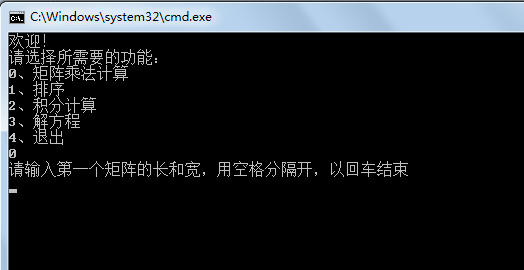 C:\Windows\system32\cmd.exe
欢迎!
请选择所需要的功能:
0、矩阵乘法计算
1、排序
2、积分计算
3、解方程
4、退出
0
请输入第一个矩阵的长和宽，用空格分隔开，以回车结束